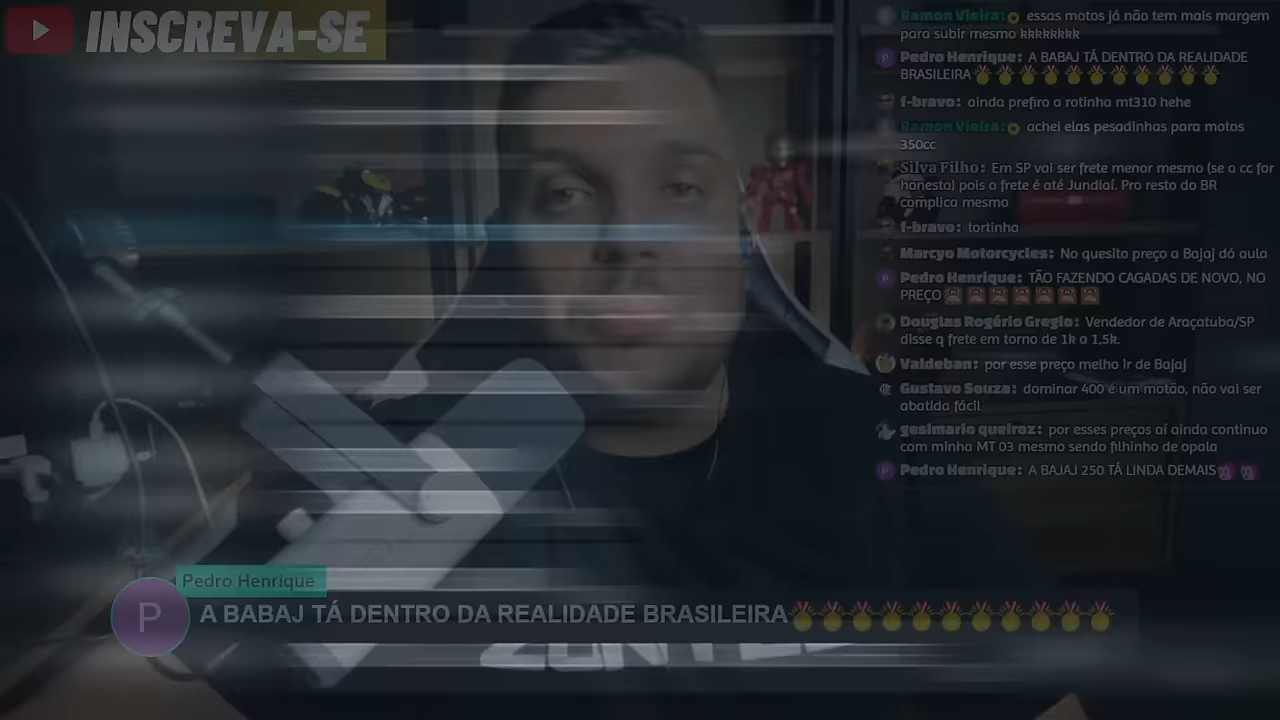 INSCREVA-SE
Ramon Vieira: essas motos já não tem mais margem
para subir mesmo kkkkkkkk
Pedro Henrique: A BABAJ TÁ DENTRO DA REALIDADE
BRASILEIRA
f-bravo: ainda prefiro a rotinha mt310 hehe
Ramon Vieira: achei elas pesadinhas para motos
350cc
Silva Filho: Em SP vai ser frete menor mesmo (se a cc for
honesta) pois o frete é até Jundiaí. Pro resto do BR
complica mesmo
f-bravo: tortinha
Marcyo Motorcycles: No quesito preço a Bajaj dá aula
Pedro Henrique: TÃO FAZENDO CAGADAS DE NOVO, NO
PREÇO
Douglas Rogério Gregio: Vendedor de Araçatuba/SP
disse q frete em torno de 1k a 1,5k.
Valdeban: por esse preço melho ir de Bajaj
Gustavo Souza: dominar 400 é um motão, não vai ser
abatida fácil
gesimario queiroz: por esses preços aí ainda continuo
com minha MT 03 mesmo sendo filhinho de opala
Pedro Henrique: A BAJAJ 250 TÁ LINDA DEMAIS
Pedro Henrique
P
A BABAJ TÁ DENTRO DA REALIDADE BRASILEIRA